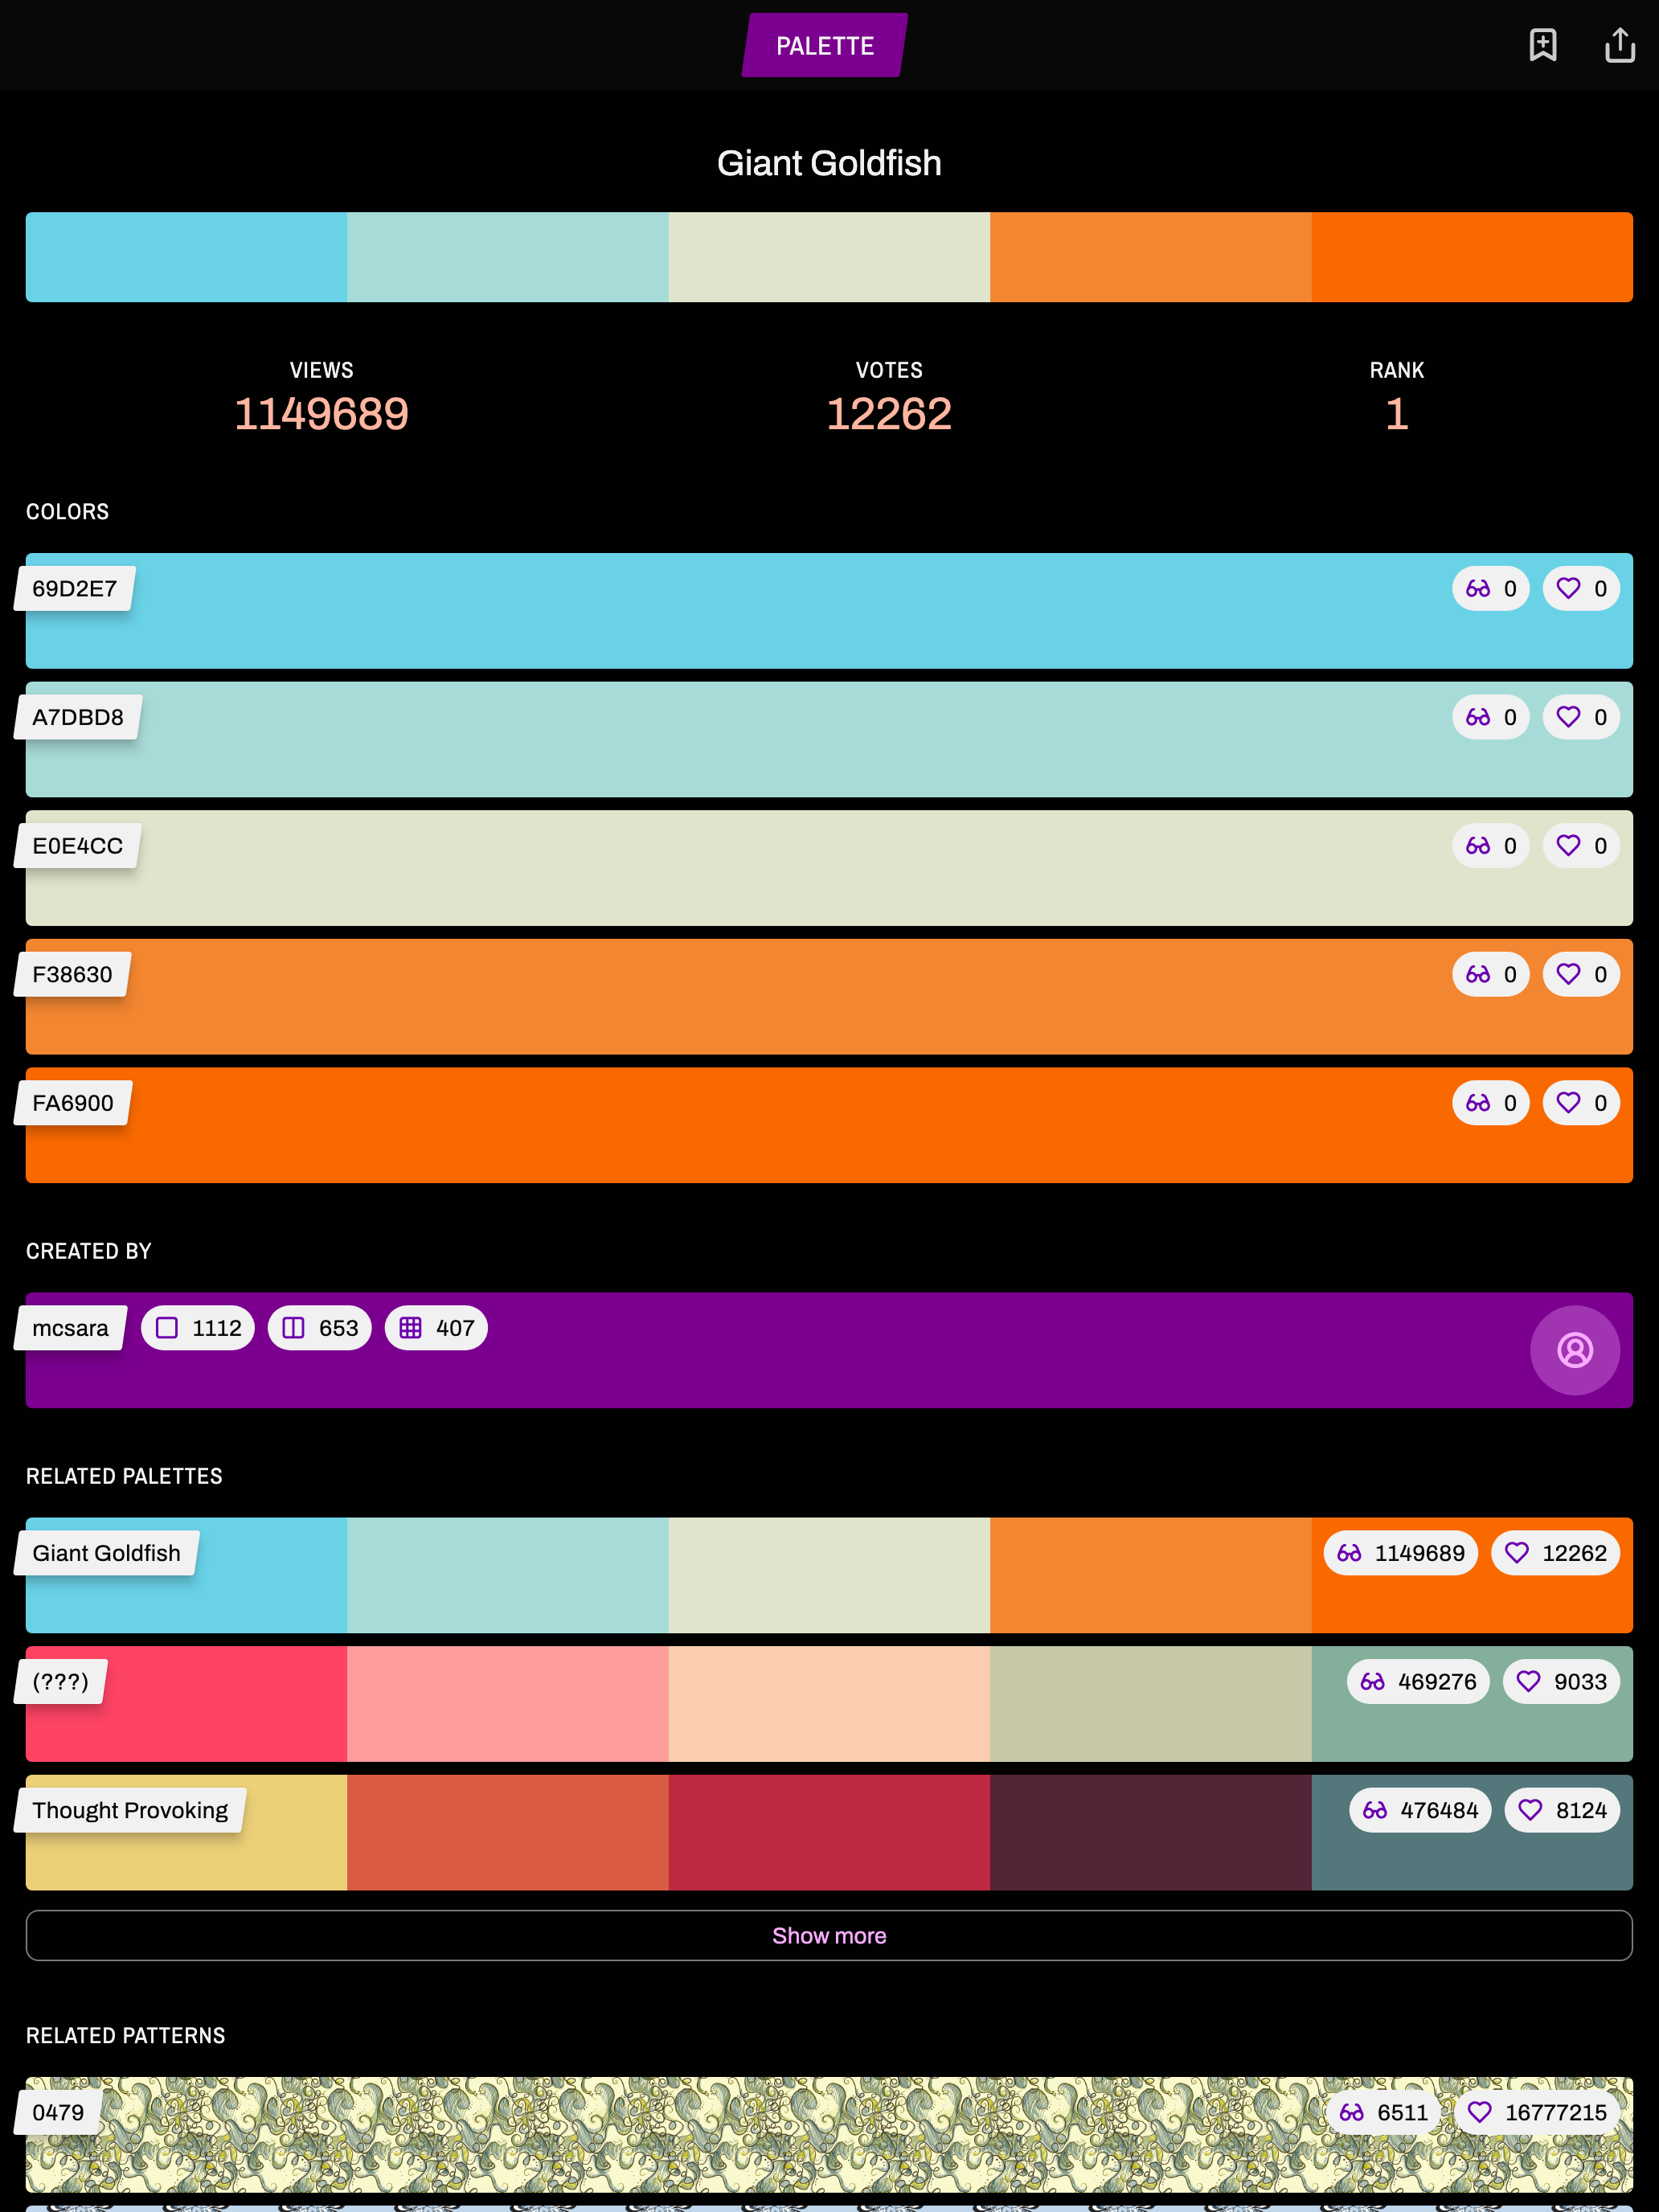 PALETTE
Giant Goldfish
VIEWS VOTES RANK
1149689 12262 1
COLORS
69D2E7 0 0
A7DBD8 0 0
E0E4CC 0 0
F38630 0 0
FA6900 0 0
CREATED BY
mcsara 1112 653 407
RELATED PALETTES
Giant Goldfish 1149689 12262
(???) 469276 9033
Thought Provoking 476484 8124
Show more
RELATED PATTERNS
0479 6511 16777215